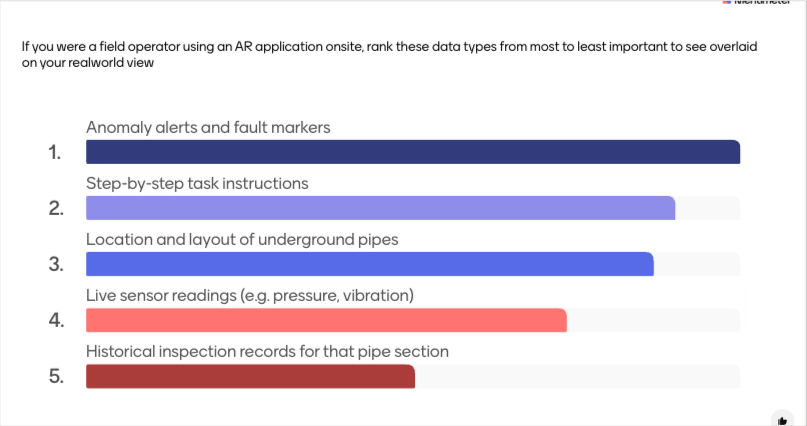 If you were a field operator using an AR application onsite, rank these data types from most to least important to see overlaid
on your realworld view
Anomaly alerts and fault markers
1.
Step-by-step task instructions
2.
Location and layout of underground pipes
3.
Live sensor readings (e.g. pressure, vibration)
4.
Historical inspection records for that pipe section
5.